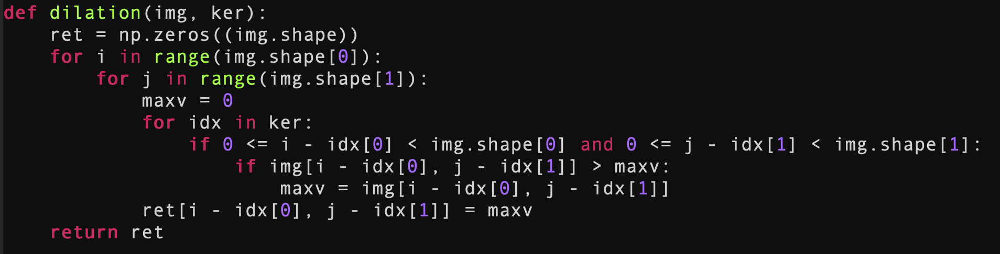 def dilation(img, ker):
    ret = np.zeros((img.shape))
    for i in range(img.shape[0]):
        for j in range(img.shape[1]):
            maxv = 0
            for idx in ker:
                if 0 <= i - idx[0] < img.shape[0] and 0 <= j - idx[1] < img.shape[1]:
                    if img[i - idx[0], j - idx[1]] > maxv:
                        maxv = img[i - idx[0], j - idx[1]]
            ret[i - idx[0], j - idx[1]] = maxv
    return ret